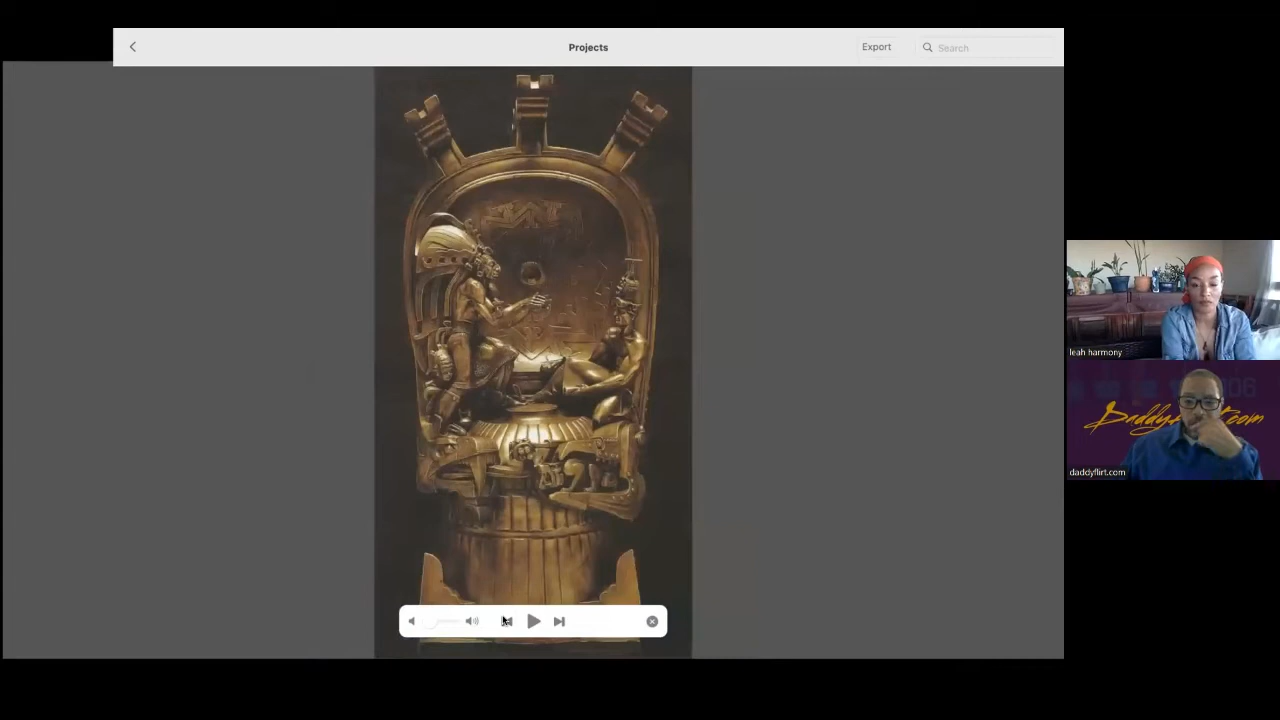 Projects
Export
Search
leah harmony
daddyflirt.com